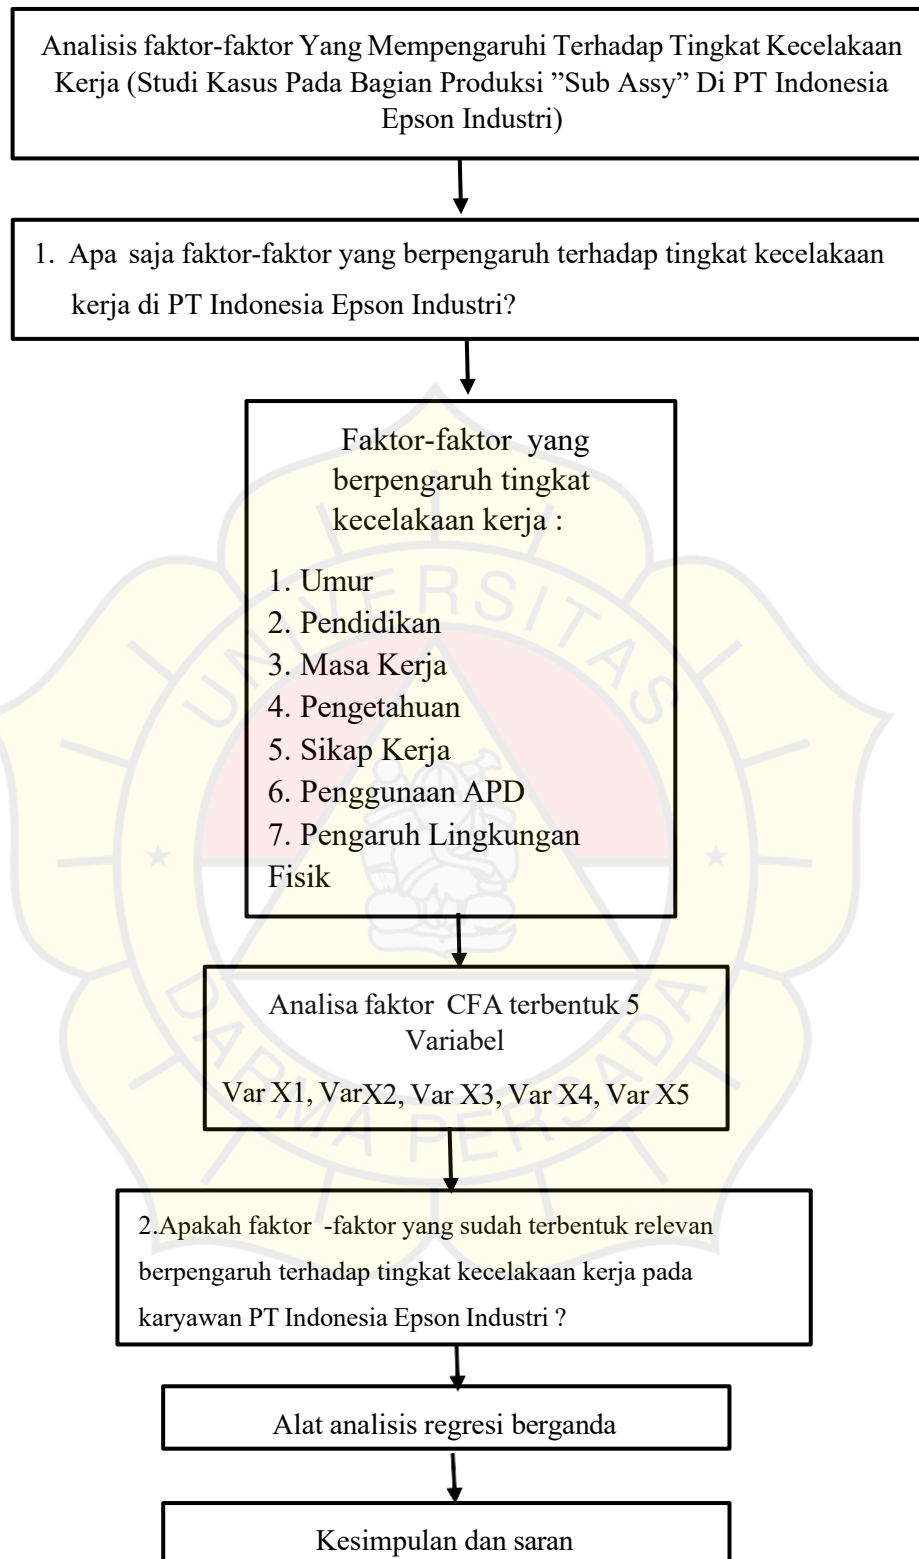 Analisis faktor-faktor Yang Mempengaruhi Terhadap Tingkat Kecelakaan
Kerja (Studi Kasus Pada Bagian Produksi ”Sub Assy” Di PT Indonesia
Epson Industri)
1. Apa saja faktor-faktor yang berpengaruh terhadap tingkat kecelakaan
kerja di PT Indonesia Epson Industri?
Faktor-faktor yang
berpengaruh tingkat
kecelakaan kerja :
1. Umur
2. Pendidikan
3. Masa Kerja
4. Pengetahuan
5. Sikap Kerja
6. Penggunaan APD
7. Pengaruh Lingkungan
Fisik
Analisa faktor CFA terbentuk 5
Variabel
Var X1, VarX2, Var X3, Var X4, Var X5
2.Apakah faktor -faktor yang sudah terbentuk relevan
berpengaruh terhadap tingkat kecelakaan kerja pada
karyawan PT Indonesia Epson Industri ?
Alat analisis regresi berganda
Kesimpulan dan saran
UNIVERSITAS
DARMA PERSADA